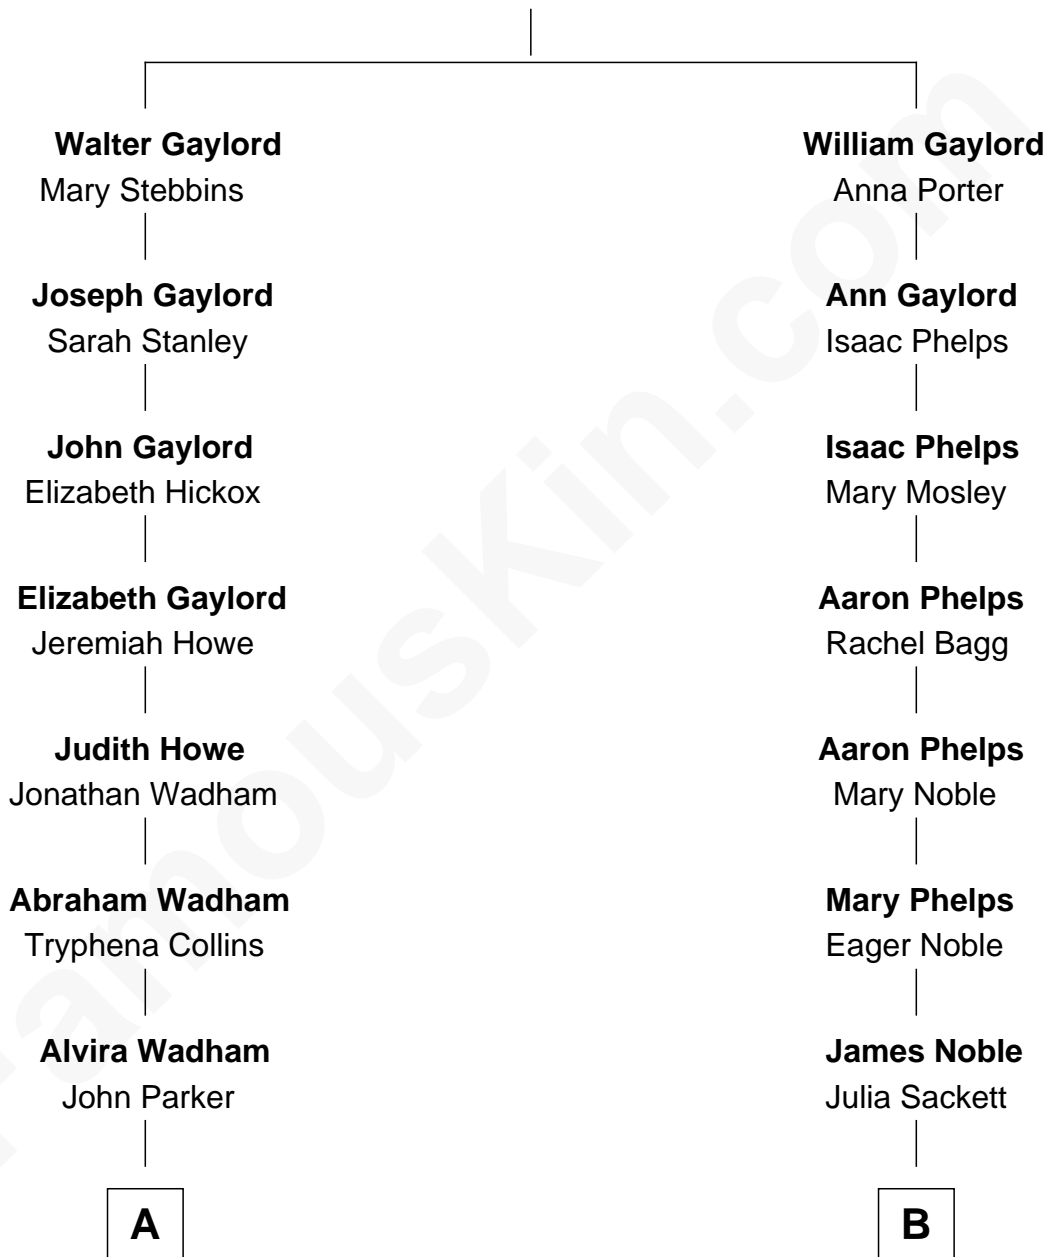 Walter Gaylord
Mary Stebbins
Joseph Gaylord
Sarah Stanley
John Gaylord
Elizabeth Hickox
Elizabeth Gaylord
Jeremiah Howe
Judith Howe
Jonathan Wadham
Abraham Wadham
Tryphena Collins
Alvira Wadham
John Parker
A
William Gaylord
Anna Porter
Ann Gaylord
Isaac Phelps
Isaac Phelps
Mary Mosley
Aaron Phelps
Rachel Bagg
Aaron Phelps
Mary Noble
Mary Phelps
Eager Noble
James Noble
Julia Sackett
B
FamousKin.com